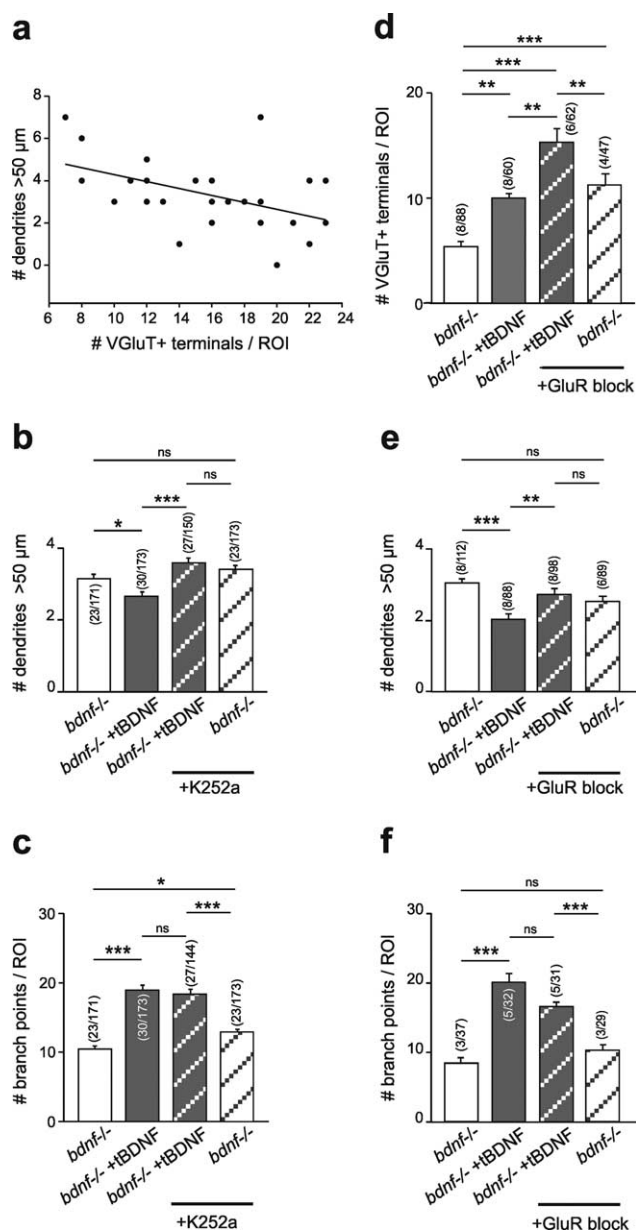 a
# dendrites >50 µm
8
6
4
2
0
6 8 10 12 14 16 18 20 22 24
# VGluT+ terminals / ROI
b
ns
ns
***
*
# dendrites >50 µm
4
2
0
(23/171)
(30/173)
(27/150)
(23/173)
bdnf-/-
bdnf-/- +tBDNF
bdnf-/- +tBDNF
bdnf-/-
+K252a
c
*
***
ns
***
# branch points / ROI
30
20
10
0
(23/171)
(30/173)
(27/144)
(23/173)
bdnf-/-
bdnf-/- +tBDNF
bdnf-/- +tBDNF
bdnf-/-
+K252a
d
***
***
** **
**
# VGluT+ terminals / ROI
20
10
0
(8/88)
(8/60)
(6/62)
(4/47)
bdnf-/-
bdnf-/- +tBDNF
bdnf-/- +tBDNF
bdnf-/-
+GluR block
e
ns
ns
**
***
# dendrites >50 µm
4
2
0
(8/112)
(8/88)
(8/98)
(6/89)
bdnf-/-
bdnf-/- +tBDNF
bdnf-/- +tBDNF
bdnf-/-
+GluR block
f
ns
***
ns
***
# branch points / ROI
30
20
10
0
(3/37)
(5/32)
(5/31)
(3/29)
bdnf-/-
bdnf-/- +tBDNF
bdnf-/- +tBDNF
bdnf-/-
+GluR block